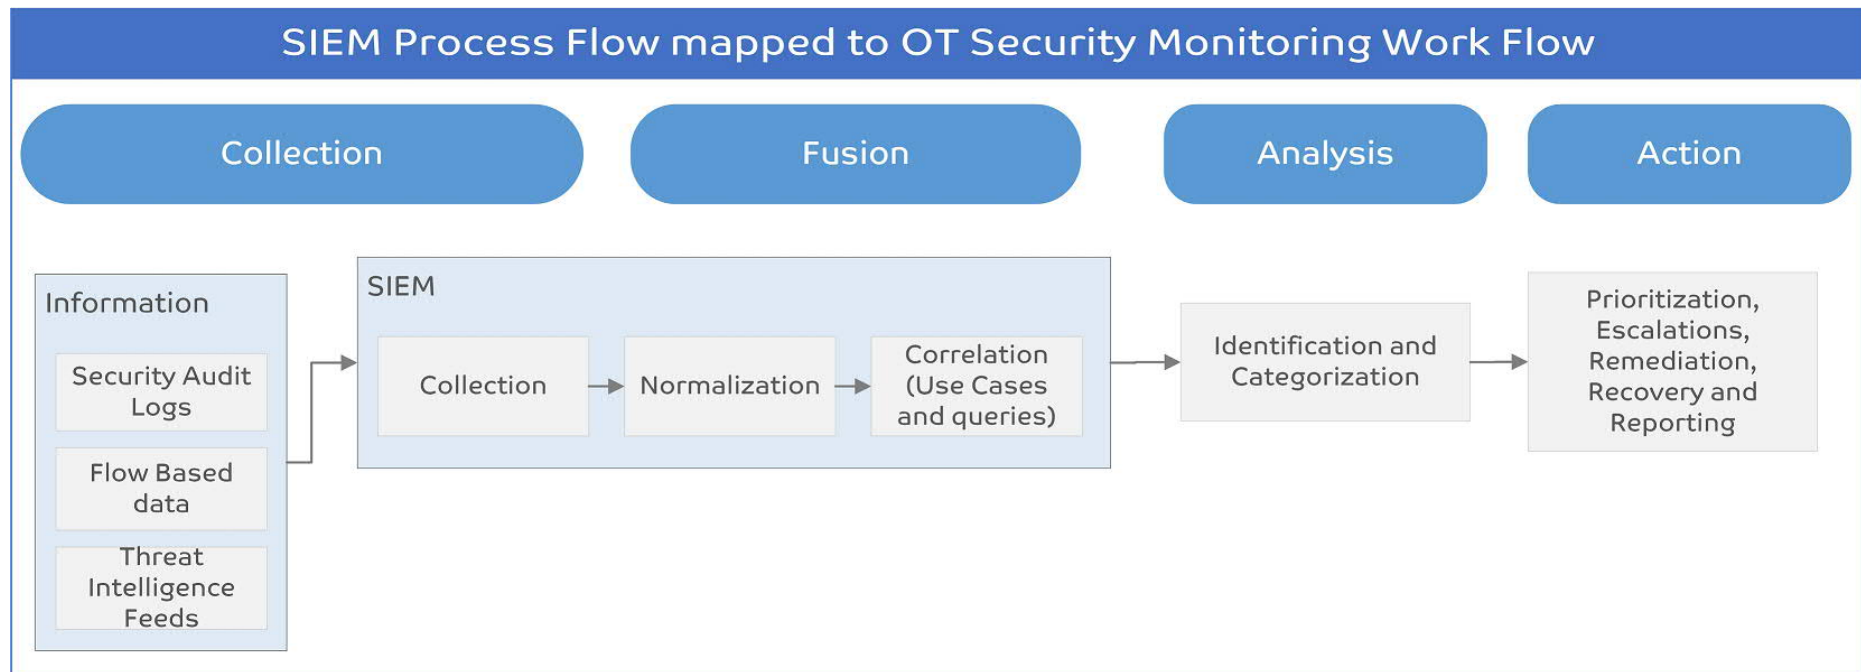 SIEM Process Flow mapped to OT Security Monitoring Work Flow
Collection
Fusion
Analysis
Action
Information
Security Audit
Logs
Flow Based
data
Threat
Intelligence
Feeds
SIEM
Collection
Normalization
Correlation
(Use Cases
and queries)
Identification and
Categorization
Prioritization,
Escalations,
Remediation,
Recovery and
Reporting